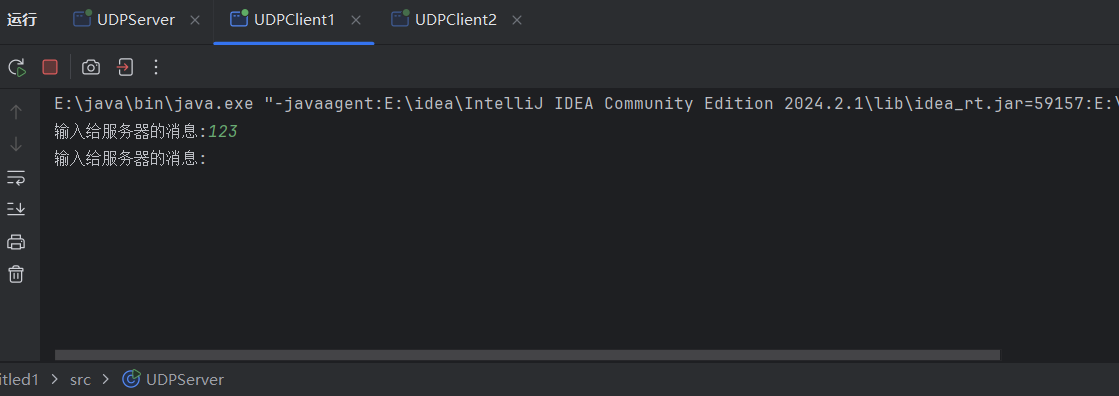 运行 UDPServer UDPClient1 UDPClient2
E:\java\bin\java.exe "-javaagent:E:\idea\IntelliJ IDEA Community Edition 2024.2.1\lib\idea_rt.jar=59157:E:\
输入给服务器的消息:123
输入给服务器的消息:
itled1 > src > UDPServer